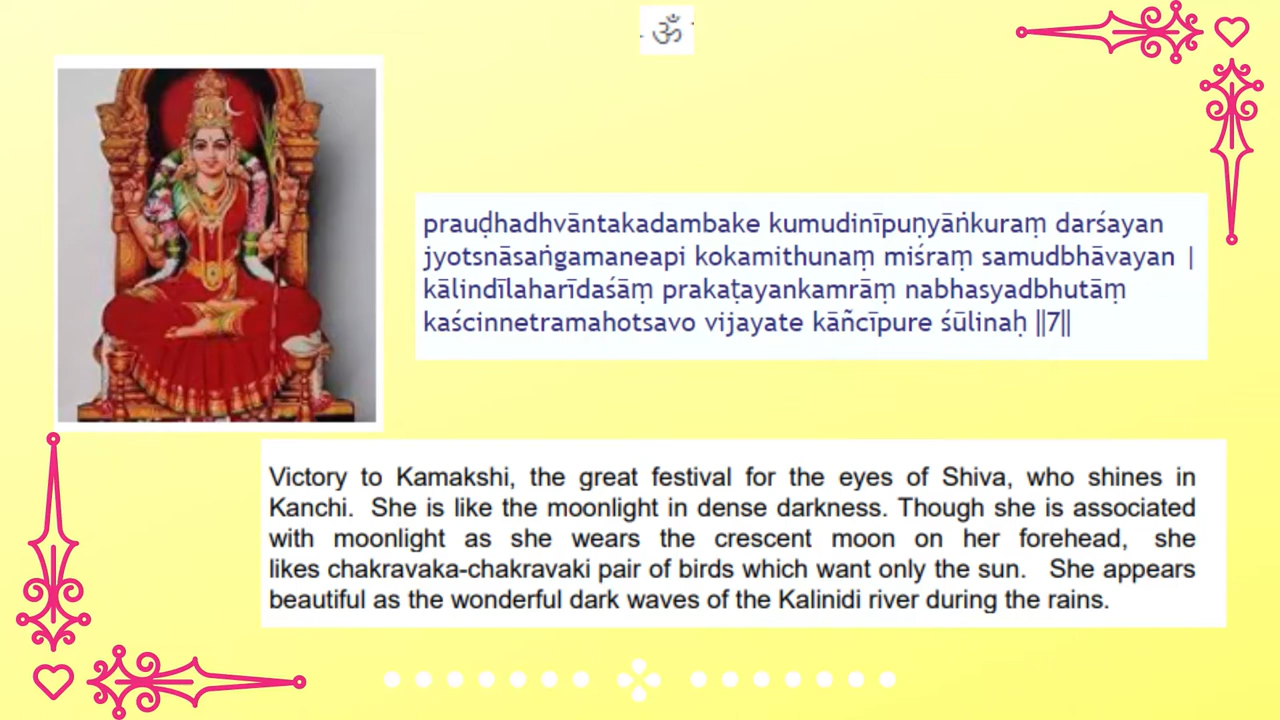 ॐ
prauḍhadhvāntakadambake kumudinīpuṇyāṅkuraṃ darśayan
jyotsnāsaṅgamaneapi kokamithunaṃ miśraṃ samudbhāvayan |
kālindīlaharīdaśāṃ prakaṭayankamrāṃ nabhasyadbhutāṃ
kaścinnetramahotsavo vijayate kāñcīpure śūlinaḥ ||7||
Victory to Kamakshi, the great festival for the eyes of Shiva, who shines in
Kanchi. She is like the moonlight in dense darkness. Though she is associated
with moonlight as she wears the crescent moon on her forehead, she
likes chakravaka-chakravaki pair of birds which want only the sun. She appears
beautiful as the wonderful dark waves of the Kalinidi river during the rains.